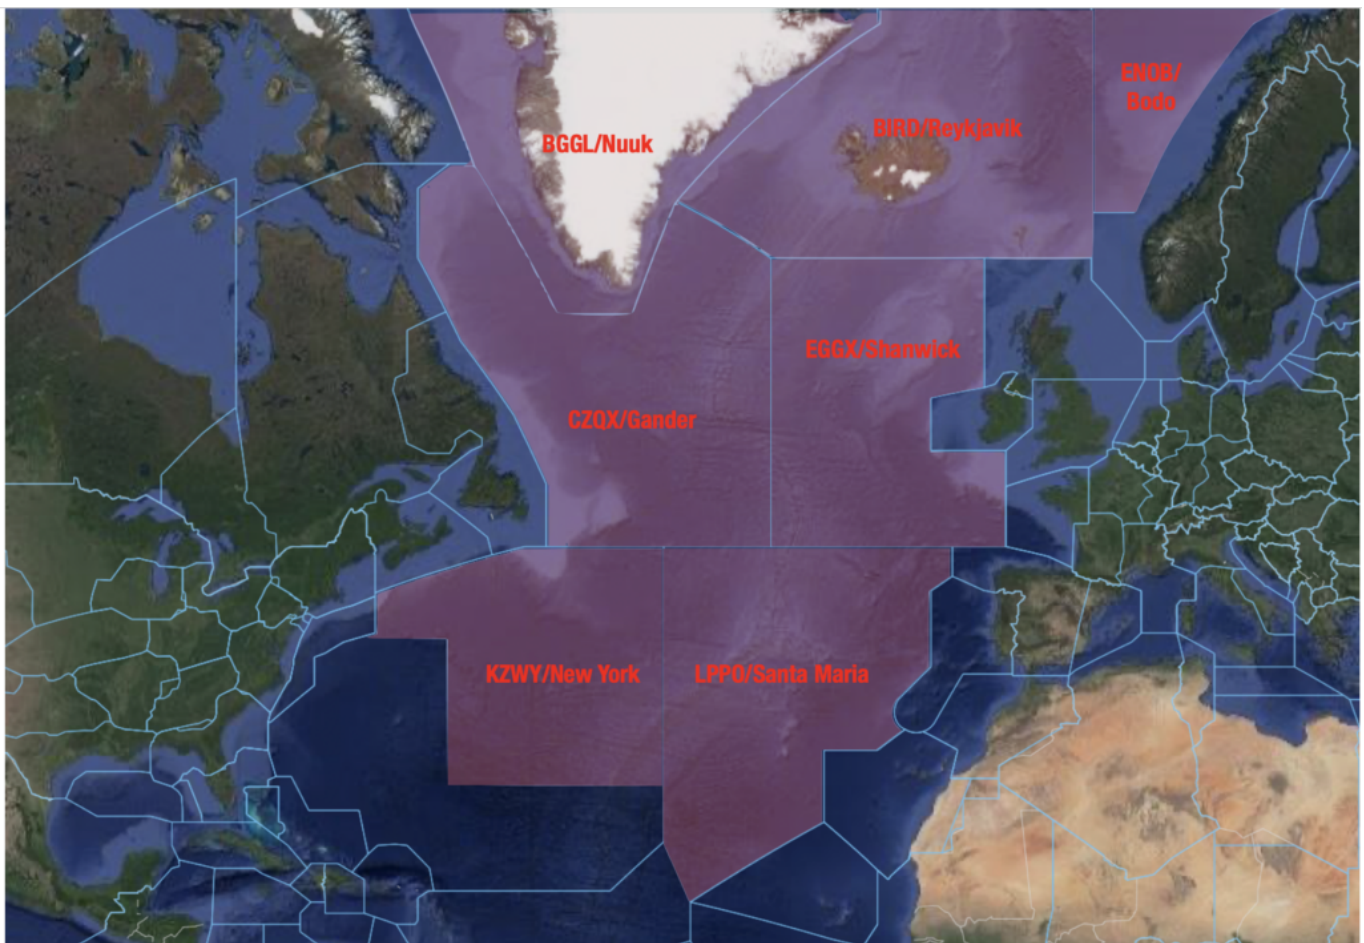 ENOB/
Bodo
BIRD/Reykjavik
BGGL/Nuuk
EGGX/Shanwick
CZQX/Gander
KZWY/New York
LPPO/Santa Maria